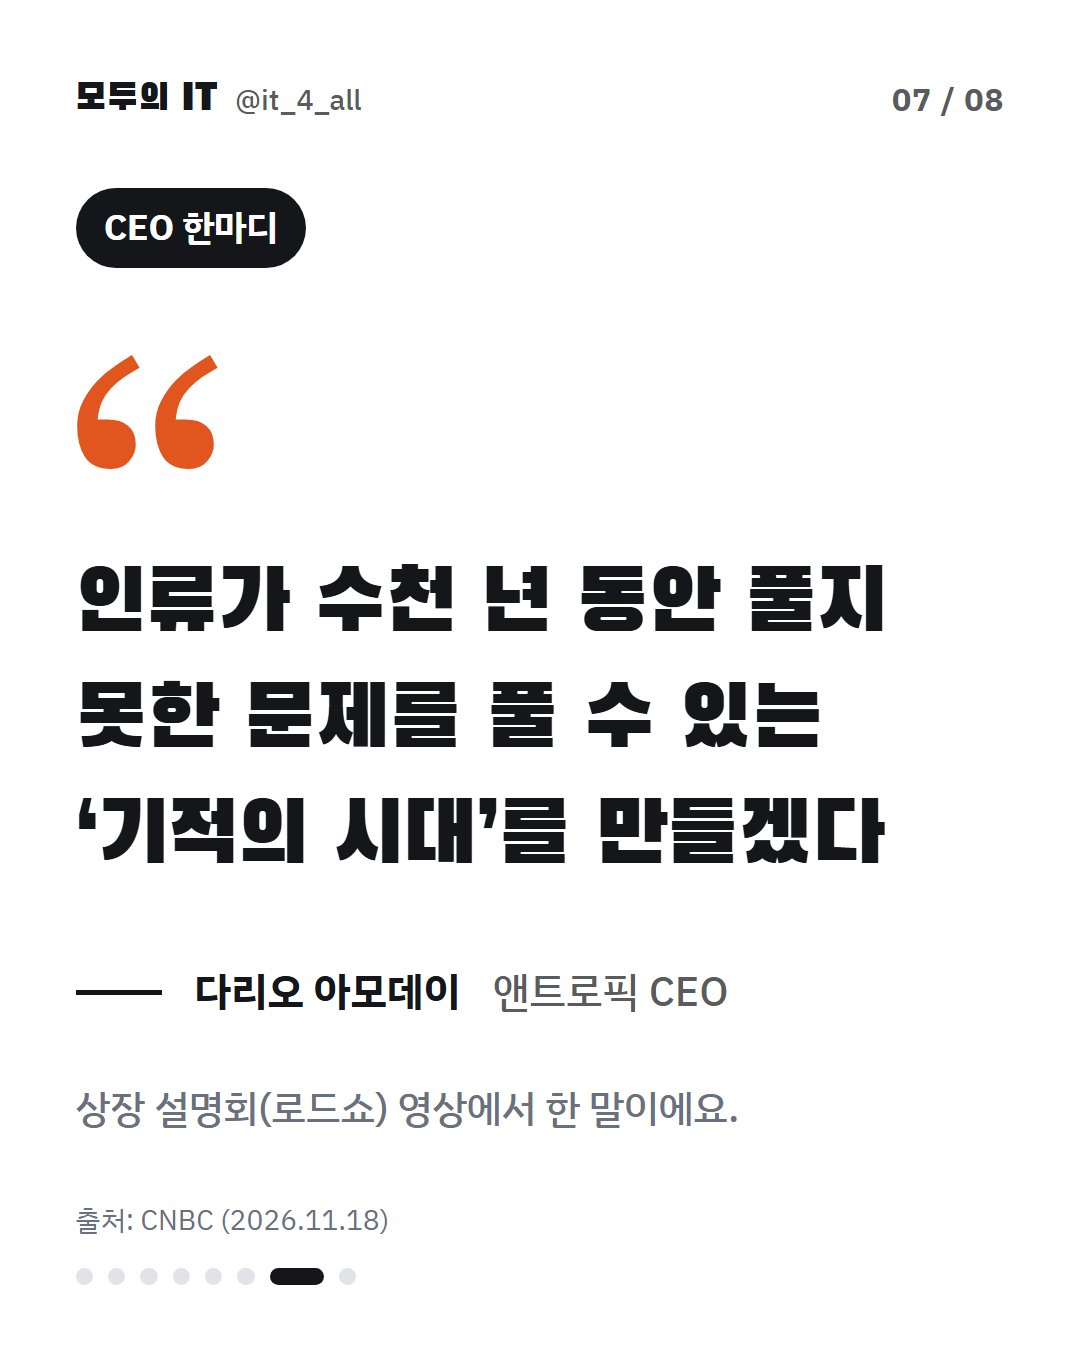 모두의 IT @it_4_all
07 / 08
CEO 한마디
“
인류가 수천 년 동안 풀지
못한 문제를 풀 수 있는
‘기적의 시대’를 만들겠다
다리오 아모데이 앤트로픽 CEO
상장 설명회(로드쇼) 영상에서 한 말이에요.
출처: CNBC (2026.11.18)